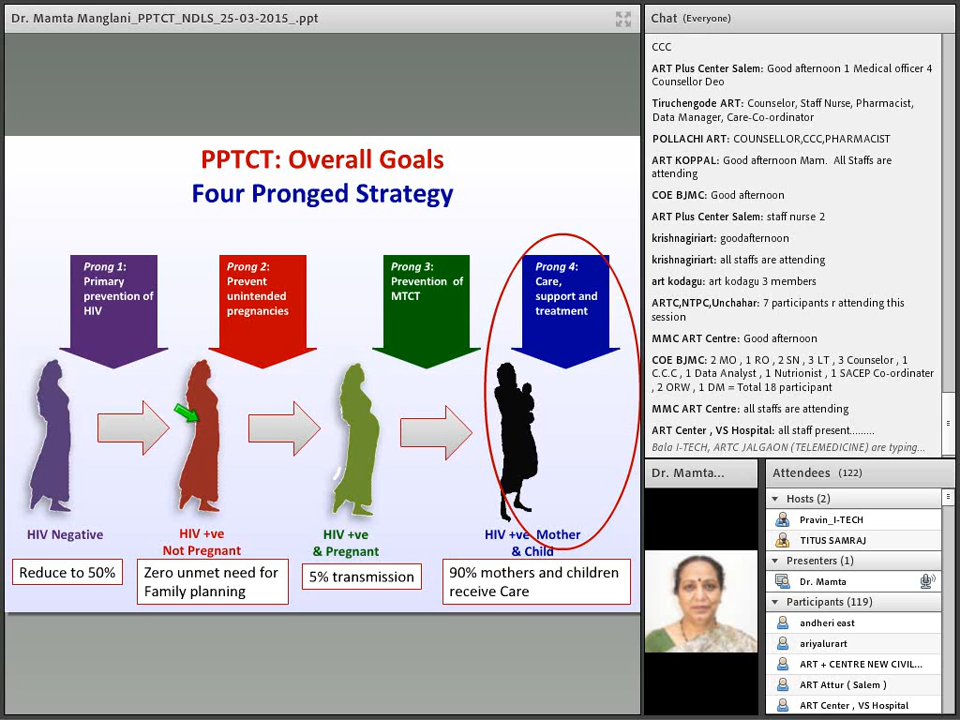 Dr. Mamta Manglani_PPTCT_NDLS_25-03-2015_.ppt
PPTCT: Overall Goals
Four Pronged Strategy
Prong 1:
Primary
prevention of
HIV
Prong 2:
Prevent
unintended
pregnancies
Prong 3:
Prevention of
MTCT
Prong 4:
Care,
support and
treatment
HIV Negative
HIV +ve
Not Pregnant
HIV +ve
& Pregnant
HIV +ve Mother
& Child
Reduce to 50%
Zero unmet need for
Family planning
5% transmission
90% mothers and children
receive Care
Chat (Everyone)
CCC
ART Plus Center Salem: Good afternoon 1 Medical officer 4
Counsellor Deo
Tiruchengode ART: Counselor, Staff Nurse, Pharmacist,
Data Manager, Care-Co-ordinator
POLLACHI ART: COUNSELLOR,CCC,PHARMACIST
ART KOPPAL: Good afternoon Mam. All Staffs are
attending
COE BJMC: Good afternoon
ART Plus Center Salem: staff nurse 2
krishnagiriart: goodafternoon
krishnagiriart: all staffs are attending
art kodagu: art kodagu 3 members
ARTC,NTPC,Unchahar: 7 participants r attending this
session
MMC ART Centre: Good afternoon
COE BJMC: 2 MO , 1 RO , 2 SN , 3 LT , 3 Counselor , 1
C.C.C , 1 Data Analyst , 1 Nutrionist , 1 SACEP Co-ordinater
, 2 ORW , 1 DM = Total 18 participant
MMC ART Centre: all staffs are attending
ART Center , VS Hospital: all staff present.........
Bala I-TECH, ARTC JALGAON (TELEMEDICINE) are typing...
Dr. Mamta...
Attendees (122)
Hosts (2)
Pravin_I-TECH
TITUS SAMRAJ
Presenters (1)
Dr. Mamta
Participants (119)
andheri east
ariyalurart
ART + CENTRE NEW CIVIL...
ART Attur ( Salem )
ART Center , VS Hospital